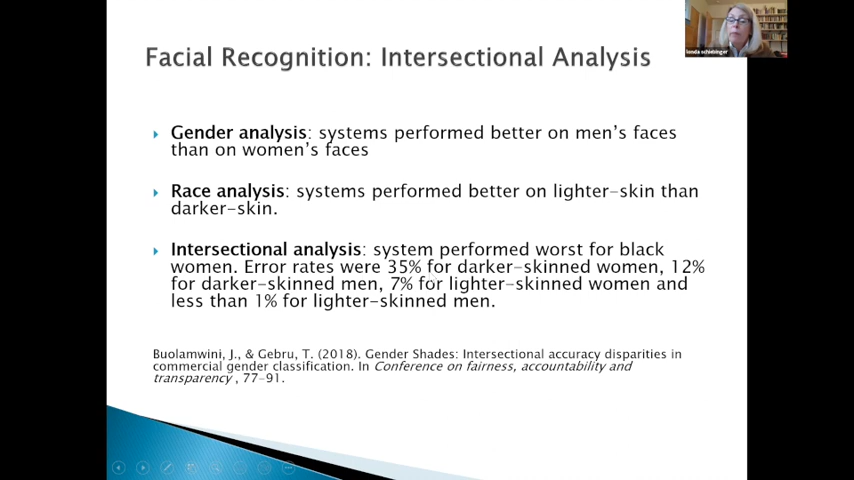 Facial Recognition: Intersectional Analysis
londa schiebinger
Gender analysis: systems performed better on men's faces
than on women's faces
Race analysis: systems performed better on lighter-skin than
darker-skin.
Intersectional analysis: system performed worst for black
women. Error rates were 35% for darker-skinned women, 12%
for darker-skinned men, 7% for lighter-skinned women and
less than 1% for lighter-skinned men.
Buolamwini, J., & Gebru, T. (2018). Gender Shades: Intersectional accuracy disparities in
commercial gender classification. In Conference on fairness, accountability and
transparency , 77-91.